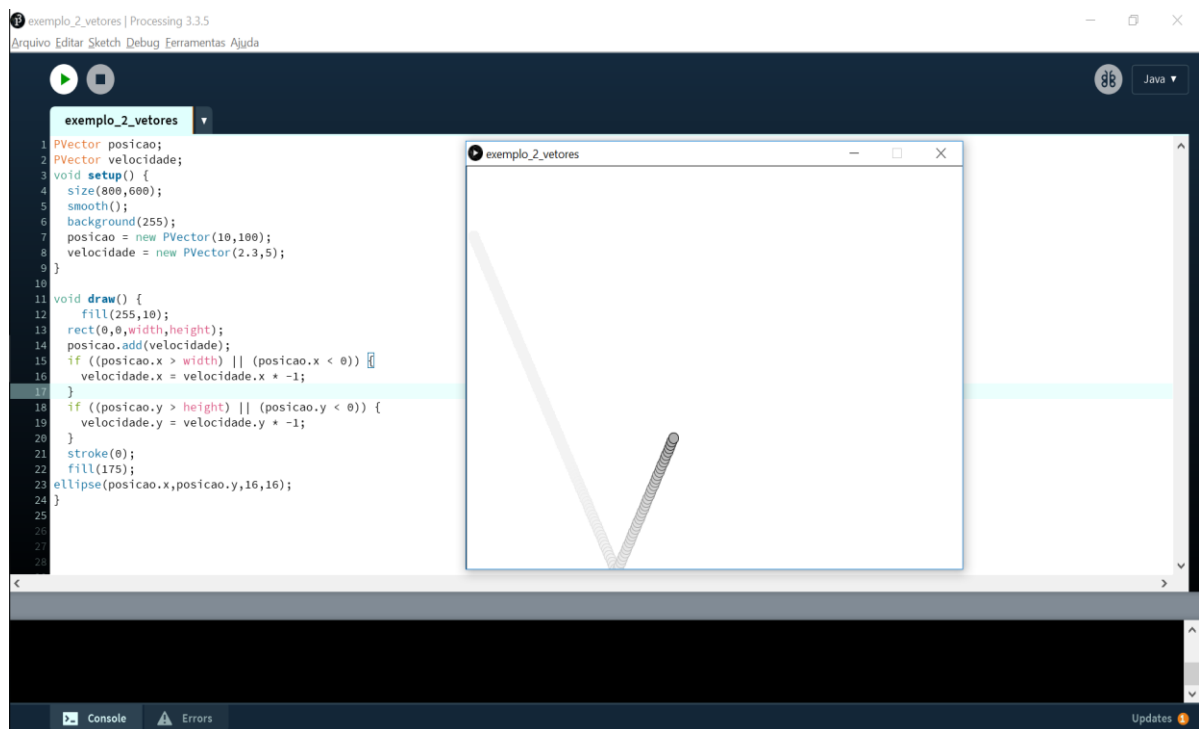 exemplo_2_vetores | Processing 3.3.5
Arquivo Editar Sketch Debug Ferramentas Ajuda
Java ▼
exemplo_2_vetores ▼
1 PVector posicao;
2 PVector velocidade;
3 void setup() {
4 size(800,600);
5 smooth();
6 background(255);
7 posicao = new PVector(10,100);
8 velocidade = new PVector(2.3,5);
9 }
10
11 void draw() {
12 fill(255,10);
13 rect(0,0,width,height);
14 posicao.add(velocidade);
15 if ((posicao.x > width) || (posicao.x < 0)) {
16 velocidade.x = velocidade.x * -1;
17 }
18 if ((posicao.y > height) || (posicao.y < 0)) {
19 velocidade.y = velocidade.y * -1;
20 }
21 stroke(0);
22 fill(175);
23 ellipse(posicao.x,posicao.y,16,16);
24 }
25
26
27
28
exemplo_2_vetores
Console Errors
Updates 1